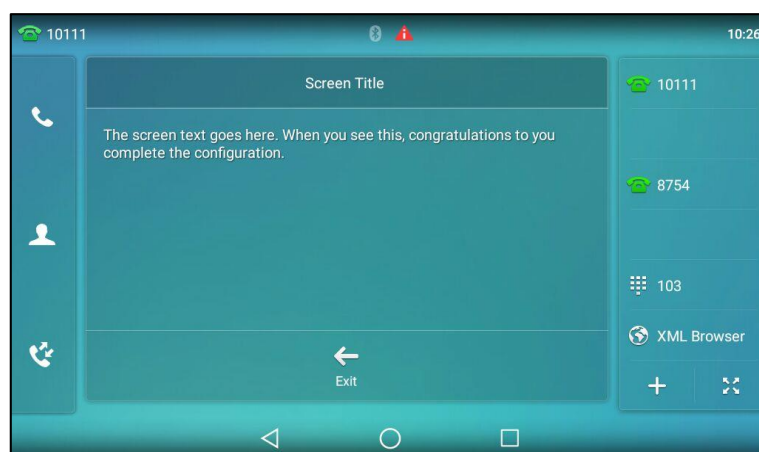 10111
10:26
Screen Title
The screen text goes here. When you see this, congratulations to you
complete the configuration.
Exit
10111
8754
103
XML Browser